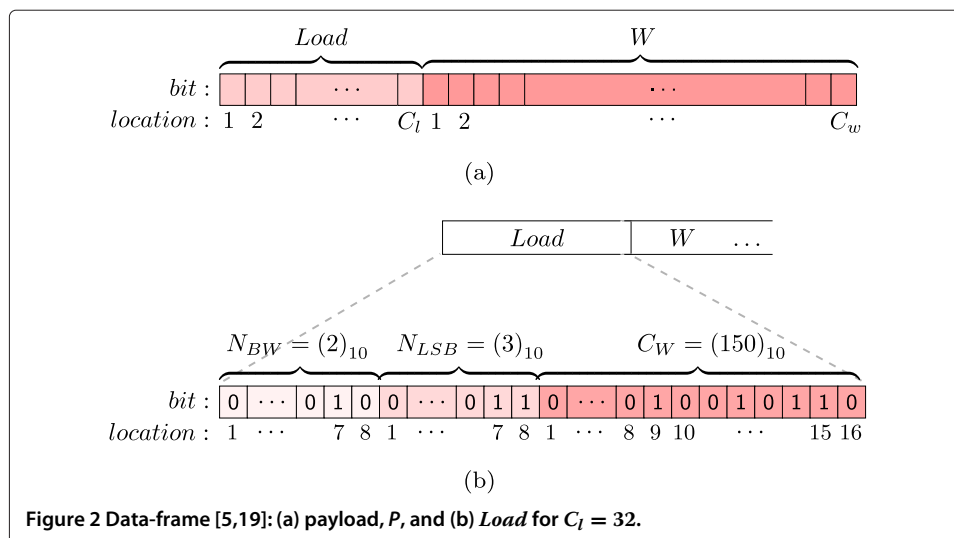 Load W
bit : ··· ···
location : 1 2 ··· C_l 1 2 ··· C_w
(a)
Load W ...
N_BW = (2)_10 N_LSB = (3)_10 C_W = (150)_10
bit : 0 ··· 0 1 0 0 ··· 0 1 1 0 ··· 0 1 0 0 1 0 1 1 0
location : 1 ··· 7 8 1 ··· 7 8 1 ··· 8 9 10 ··· 15 16
(b)
Figure 2 Data-frame [5,19]: (a) payload, P, and (b) Load for C_l = 32.